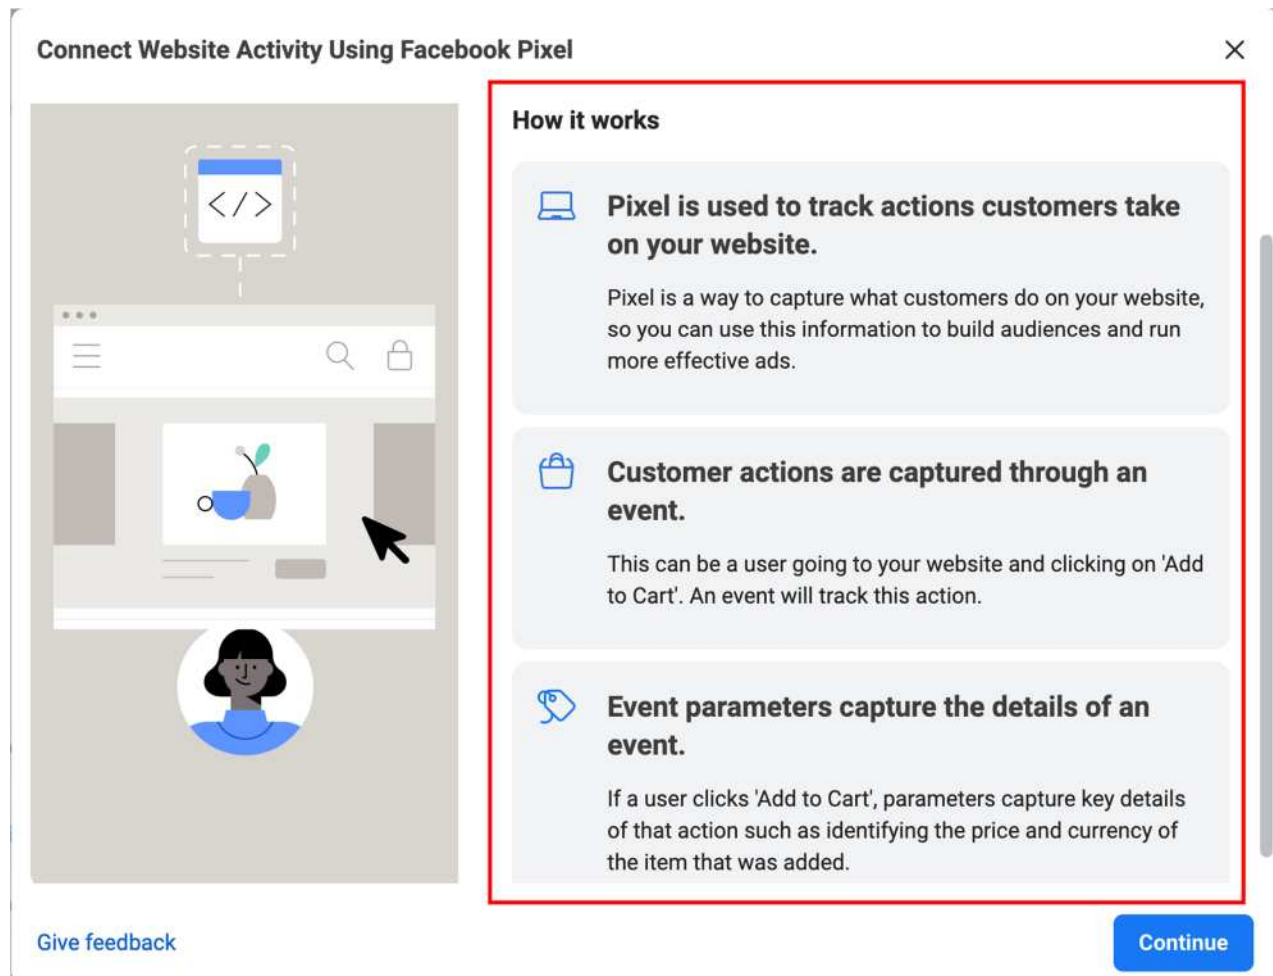 Connect Website Activity Using Facebook Pixel
How it works
</>
Pixel is used to track actions customers take
on your website.
Pixel is a way to capture what customers do on your website,
so you can use this information to build audiences and run
more effective ads.
Customer actions are captured through an
event.
This can be a user going to your website and clicking on 'Add
to Cart'. An event will track this action.
Event parameters capture the details of an
event.
If a user clicks 'Add to Cart', parameters capture key details
of that action such as identifying the price and currency of
the item that was added.
Give feedback
Continue